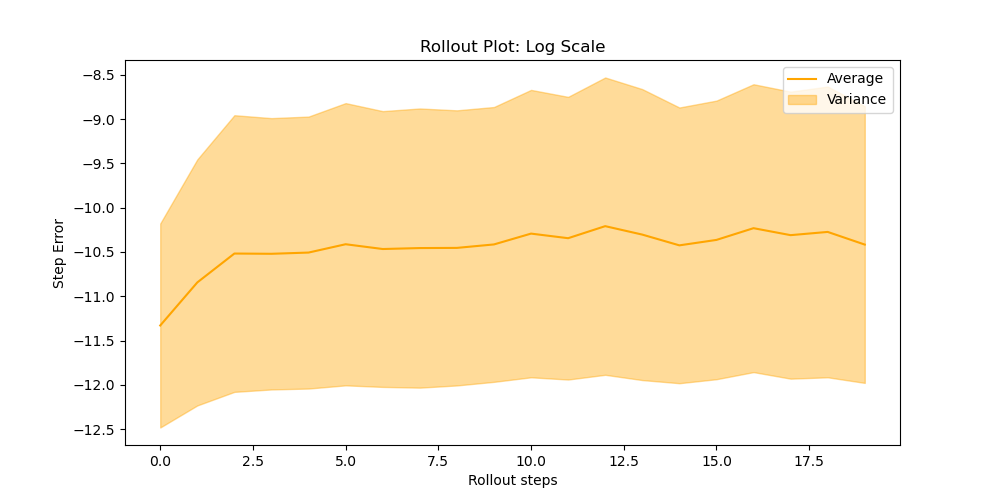 Rollout Plot: Log Scale
Step Error
−8.5
−9.0
−9.5
−10.0
−10.5
−11.0
−11.5
−12.0
−12.5
Average
Variance
0.0 2.5 5.0 7.5 10.0 12.5 15.0 17.5
Rollout steps